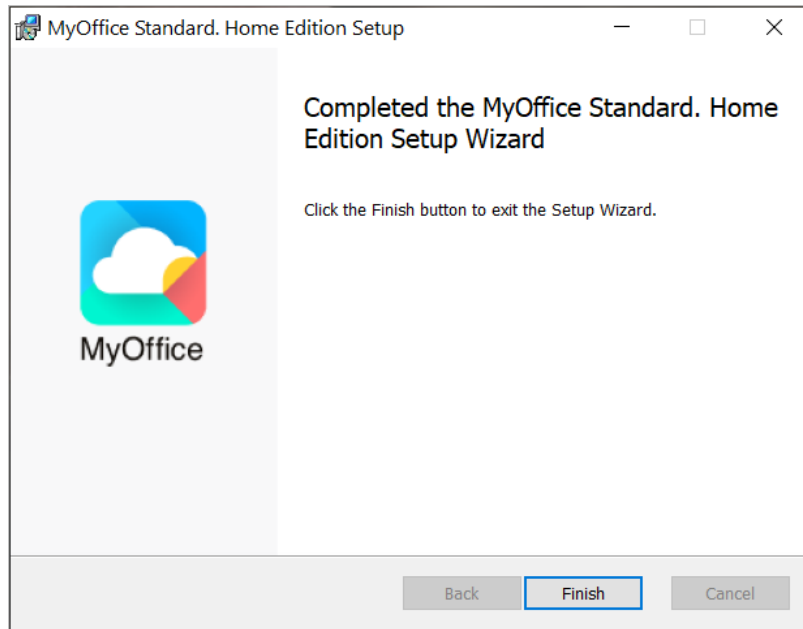 MyOffice Standard. Home Edition Setup
Completed the MyOffice Standard. Home
Edition Setup Wizard
Click the Finish button to exit the Setup Wizard.
MyOffice
Back
Finish
Cancel